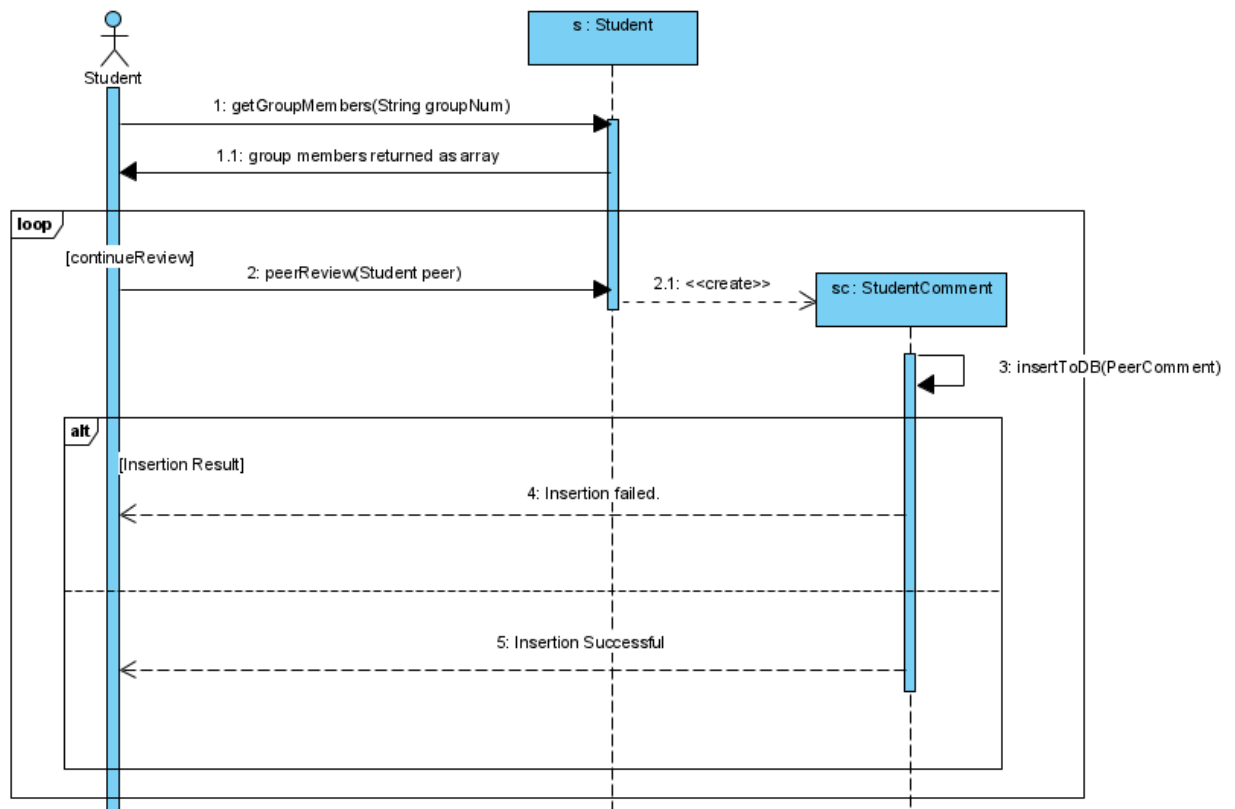 s : Student
Student
1: getGroupMembers(String groupNum)
1.1: group members returned as array
loop
[continueReview]
2: peerReview(Student peer)
2.1: <<create>>
sc : StudentComment
3: insertToDB(PeerComment)
alt
[Insertion Result]
4: Insertion failed.
5: Insertion Successful